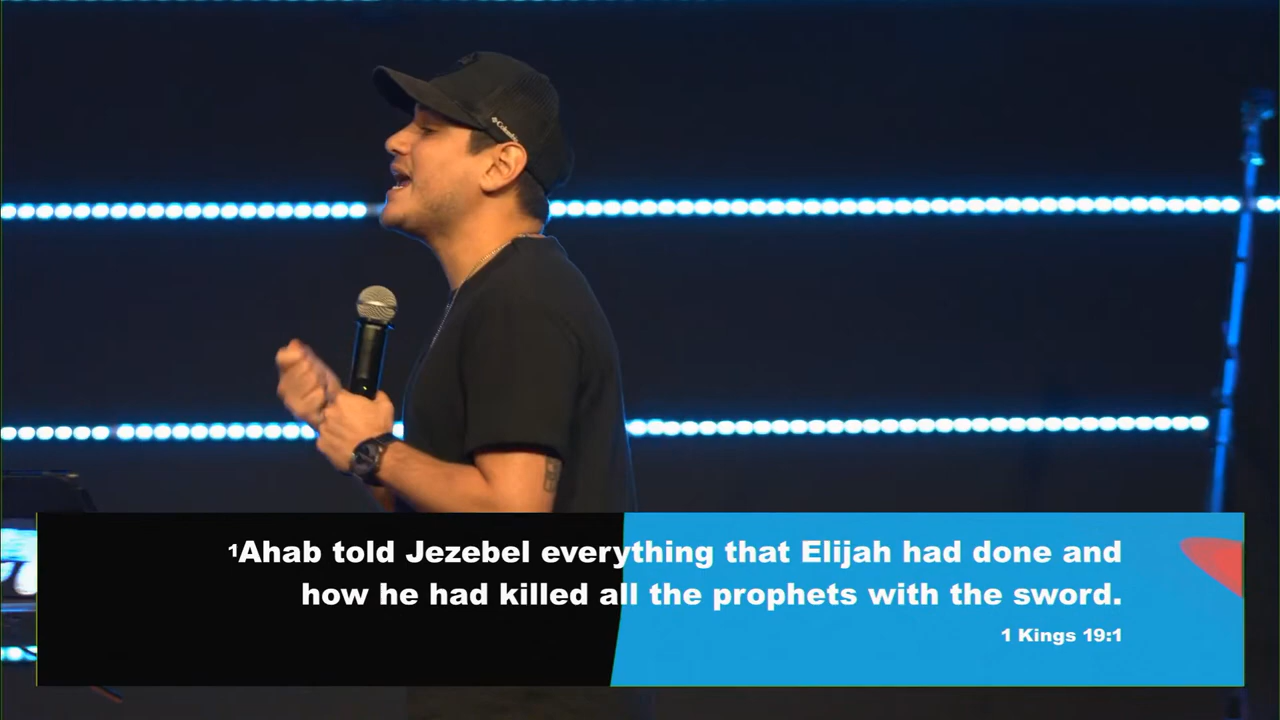 Columbia
¹Ahab told Jezebel everything that Elijah had done and
how he had killed all the prophets with the sword.
1 Kings 19:1